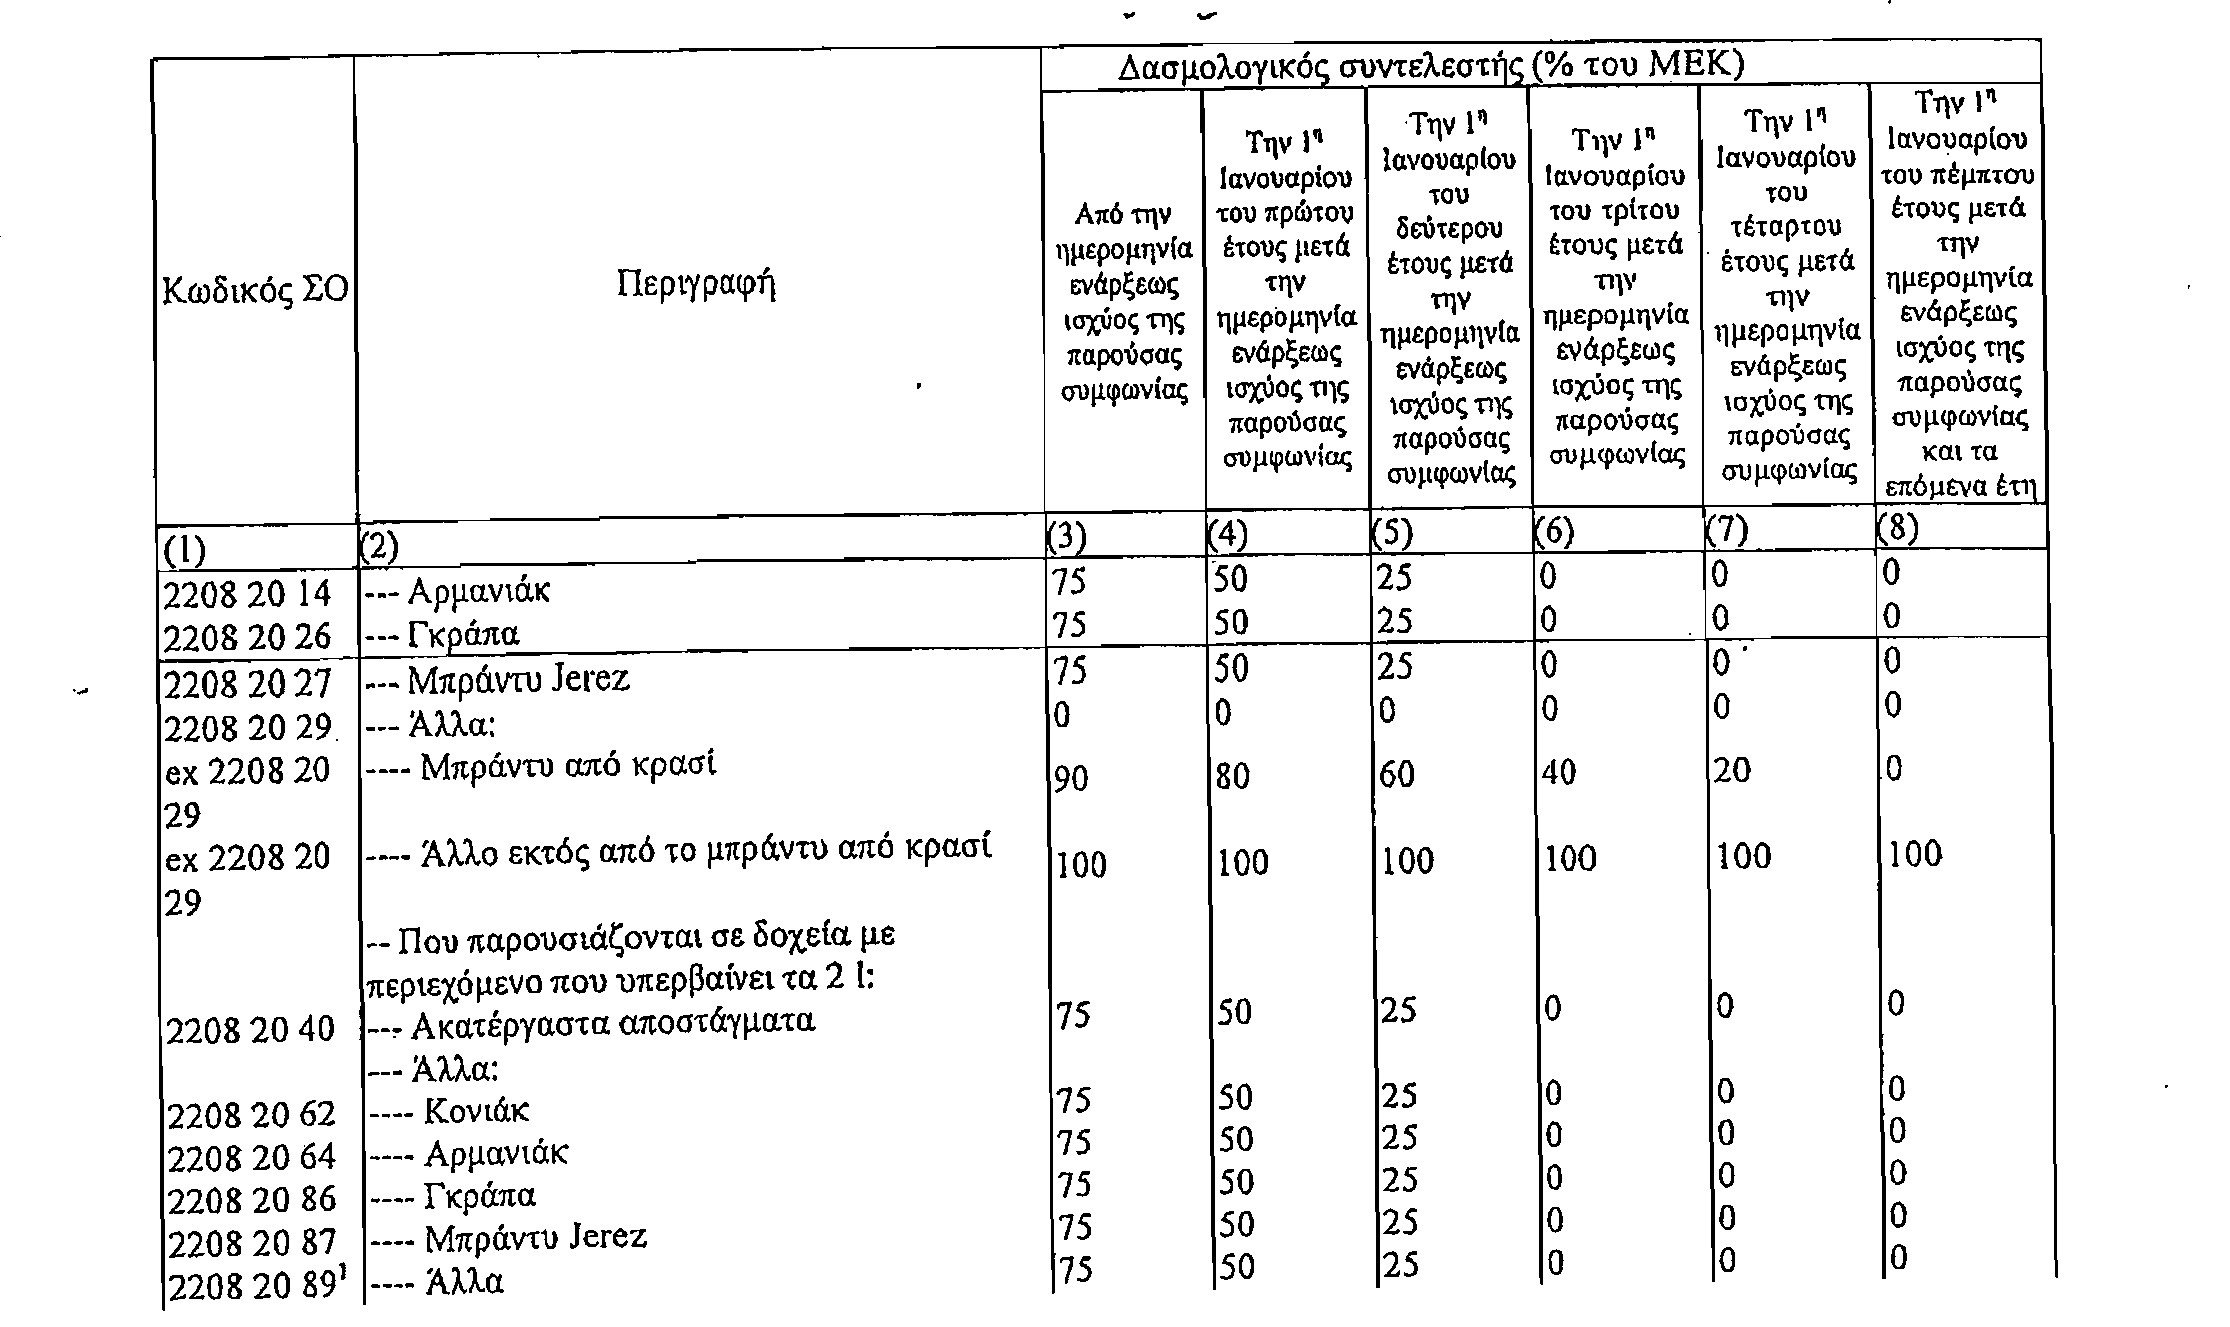 Δασμολογικός συντελεστής (% του ΜΕΚ)
Κωδικός ΣΟ
Περιγραφή
Από την
ημερομηνία
ενάρξεως
ισχύος της
παρούσας
συμφωνίας
Την 1η
Ιανουαρίου
του πρώτου
έτους μετά
την
ημερομηνία
ενάρξεως
ισχύος της
παρούσας
συμφωνίας
Την 1η
Ιανουαρίου
του
δεύτερου
έτους μετά
την
ημερομηνία
ενάρξεως
ισχύος της
παρούσας
συμφωνίας
Την 1η
Ιανουαρίου
του τρίτου
έτους μετά
την
ημερομηνία
ενάρξεως
ισχύος της
παρούσας
συμφωνίας
Την 1η
Ιανουαρίου
του
τέταρτου
έτους μετά
την
ημερομηνία
ενάρξεως
ισχύος της
παρούσας
συμφωνίας
Την 1η
Ιανουαρίου
του πέμπτου
έτους μετά
την
ημερομηνία
ενάρξεως
ισχύος της
παρούσας
συμφωνίας
και τα
επόμενα έτη
(1) (2) (3) (4) (5) (6) (7) (8)
2208 20 14 --- Αρμανιάκ 75 50 25 0 0 0
2208 20 26 --- Γκράπα 75 50 25 0 0 0
2208 20 27 --- Μπράντυ Jerez 75 50 25 0 0 0
2208 20 29 --- Άλλα: 0 0 0 0 0 0
ex 2208 20 ---- Μπράντυ από κρασί 90 80 60 40 20 0
29
ex 2208 20 ---- Άλλο εκτός από το μπράντυ από κρασί 100 100 100 100 100 100
29
-- Που παρουσιάζονται σε δοχεία με
περιεχόμενο που υπερβαίνει τα 2 l:
2208 20 40 --- Ακατέργαστα αποστάγματα 75 50 25 0 0 0
--- Άλλα:
2208 20 62 ---- Κονιάκ 75 50 25 0 0 0
2208 20 64 ---- Αρμανιάκ 75 50 25 0 0 0
2208 20 86 ---- Γκράπα 75 50 25 0 0 0
2208 20 87 ---- Μπράντυ Jerez 75 50 25 0 0 0
2208 20 89¹ ---- Άλλα 75 50 25 0 0 0